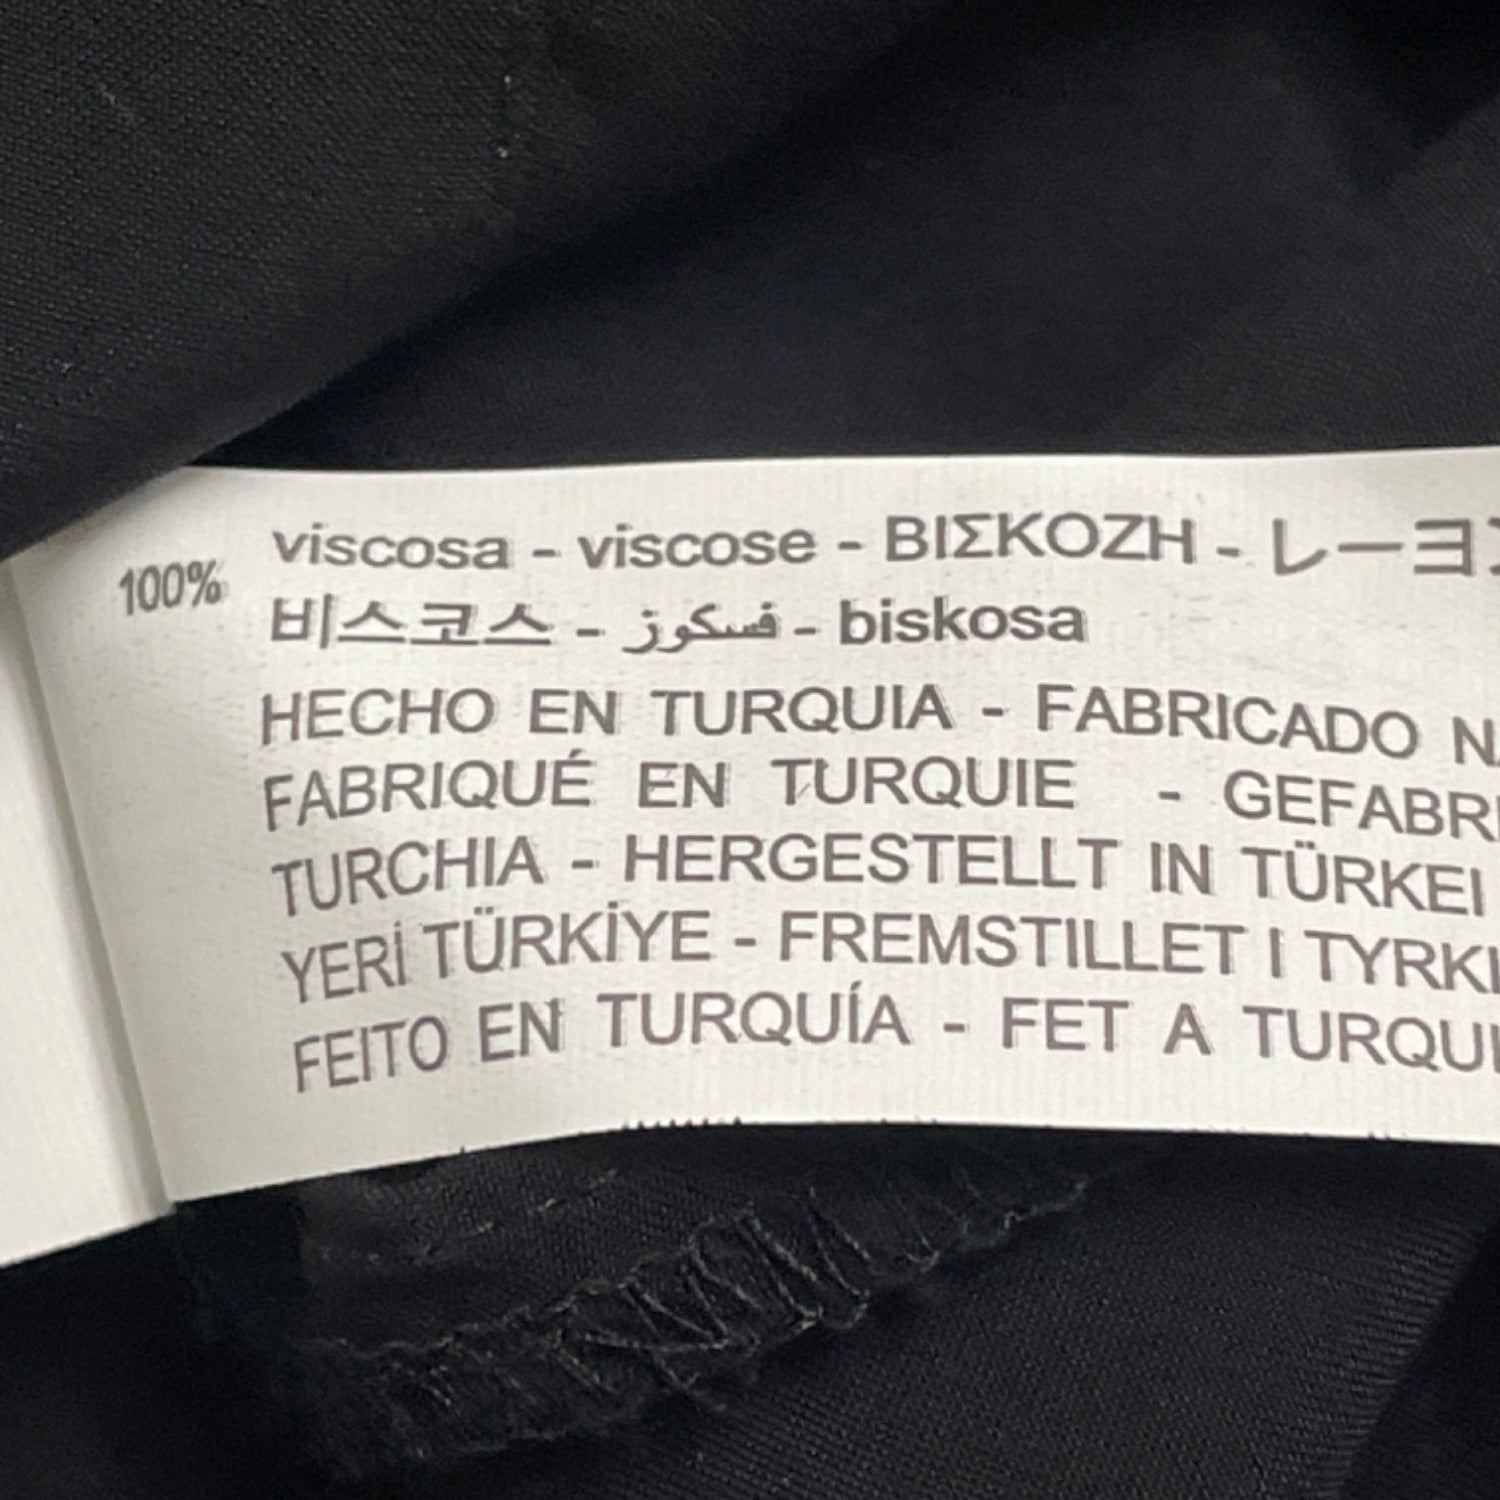 100% viscosa - viscose - ΒΙΣΚΟΖΗ - レーヨン
비스코스 - فسكوز - biskosa
HECHO EN TURQUIA - FABRICADO
FABRIQUÉ EN TURQUIE -
TURCHIA - HERGESTELLT IN TÜRKEI
YERİ TÜRKİYE - FREMSTILLET I
FEITO EN TURQUÍA - FET A